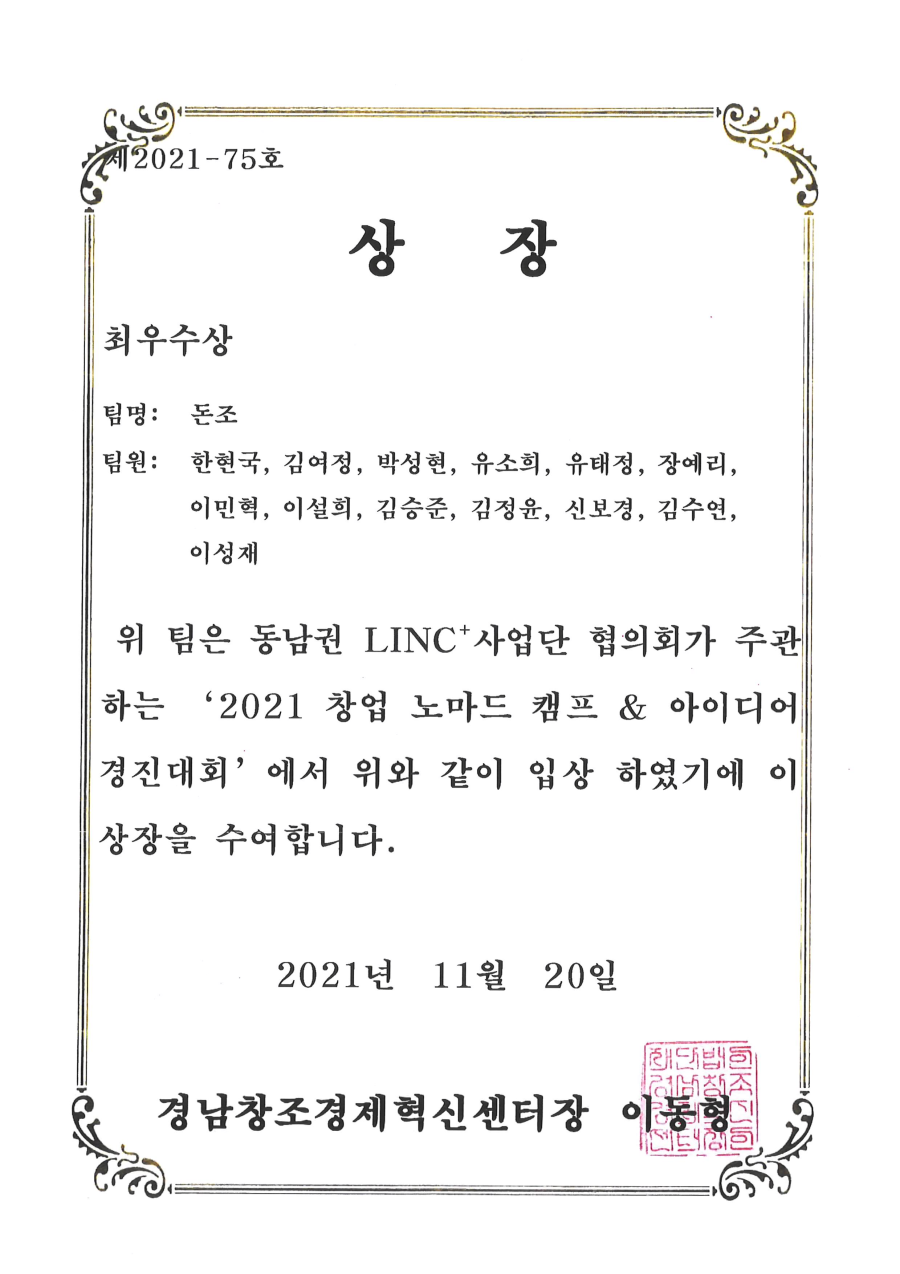 제2021-75호
상 장
최우수상
팀명: 돈조
팀원: 한현국, 김여정, 박성현, 유소희, 유태정, 장예리,
이민혁, 이설희, 김승준, 김정윤, 신보경, 김수연,
이성재
위 팀은 동남권 LINC⁺사업단 협의회가 주관
하는 ‘2021 창업 노마드 캠프 & 아이디어
경진대회’에서 위와 같이 입상 하였기에 이
상장을 수여합니다.
2021년 11월 20일
경남창조경제혁신센터장 이동형